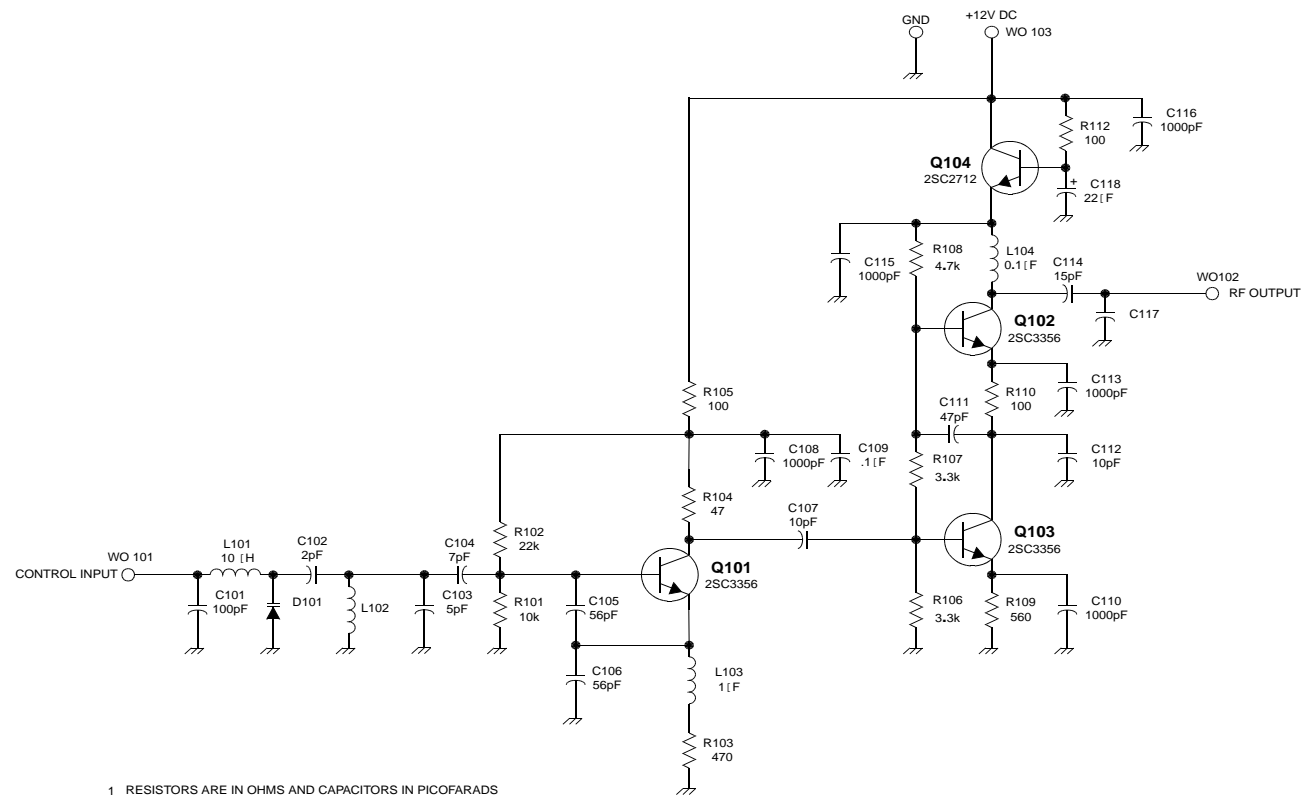 GND
+12V DC
WO 103
C116
1000pF
R112
100
Q104
2SC2712
+
C118
22[F
R108
4.7k
L104
0.1[F
C115
1000pF
C114
15pF
WO102
RF OUTPUT
C117
Q102
2SC3356
C113
1000pF
R105
100
R110
100
C111
47pF
C108
1000pF
C109
.1[F
C112
10pF
R107
3.3k
R104
47
C107
10pF
Q103
2SC3356
L101
10 [H
C102
2pF
C104
7pF
R102
22k
WO 101
CONTROL INPUT
Q101
2SC3356
C101
100pF
D101
L102
C103
5pF
R101
10k
C105
56pF
R106
3.3k
R109
560
C110
1000pF
C106
56pF
L103
1[F
R103
470
1 RESISTORS ARE IN OHMS AND CAPACITORS IN PICOFARADS